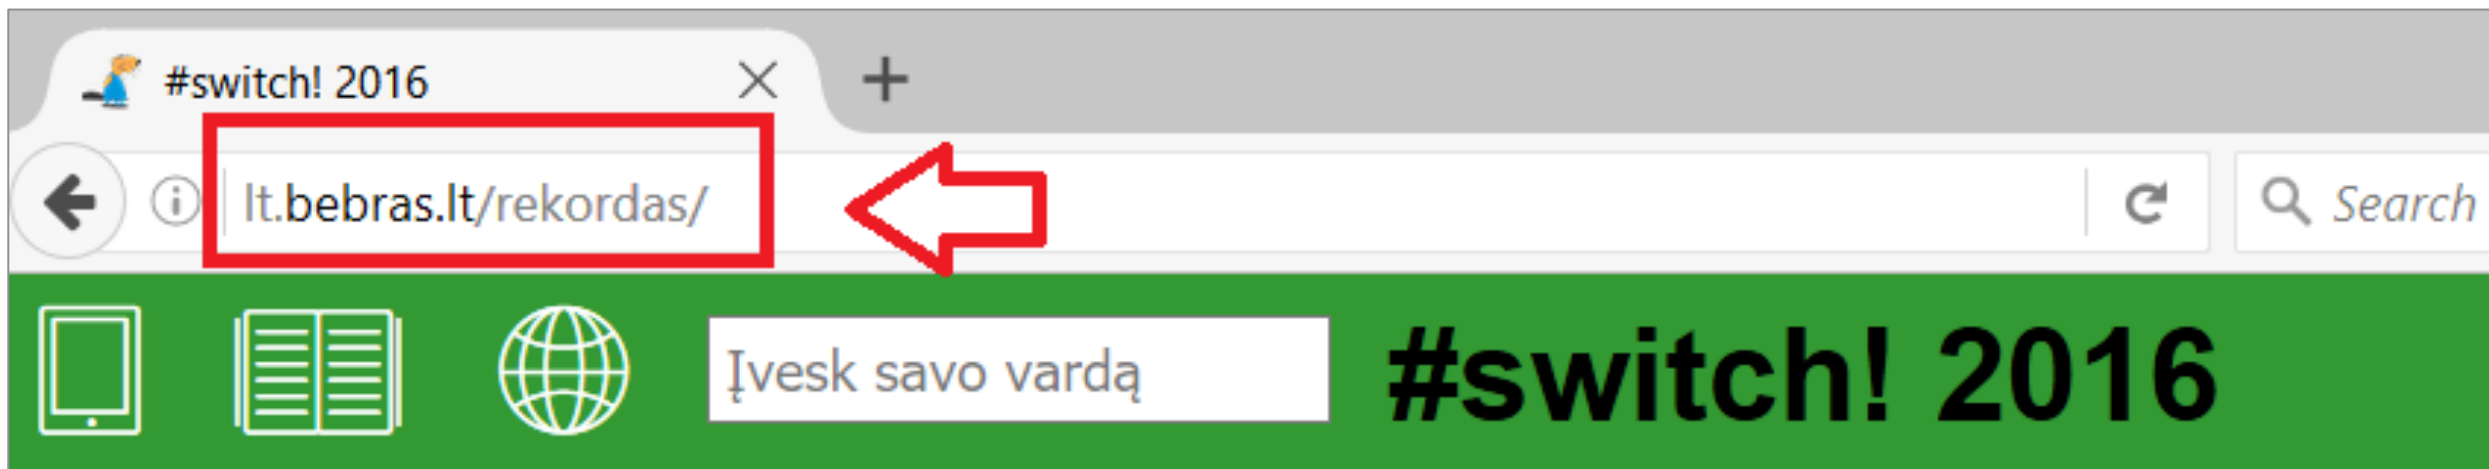 #switch! 2016
lt.bebras.lt/rekordas/
Search
Įvesk savo vardą
#switch! 2016